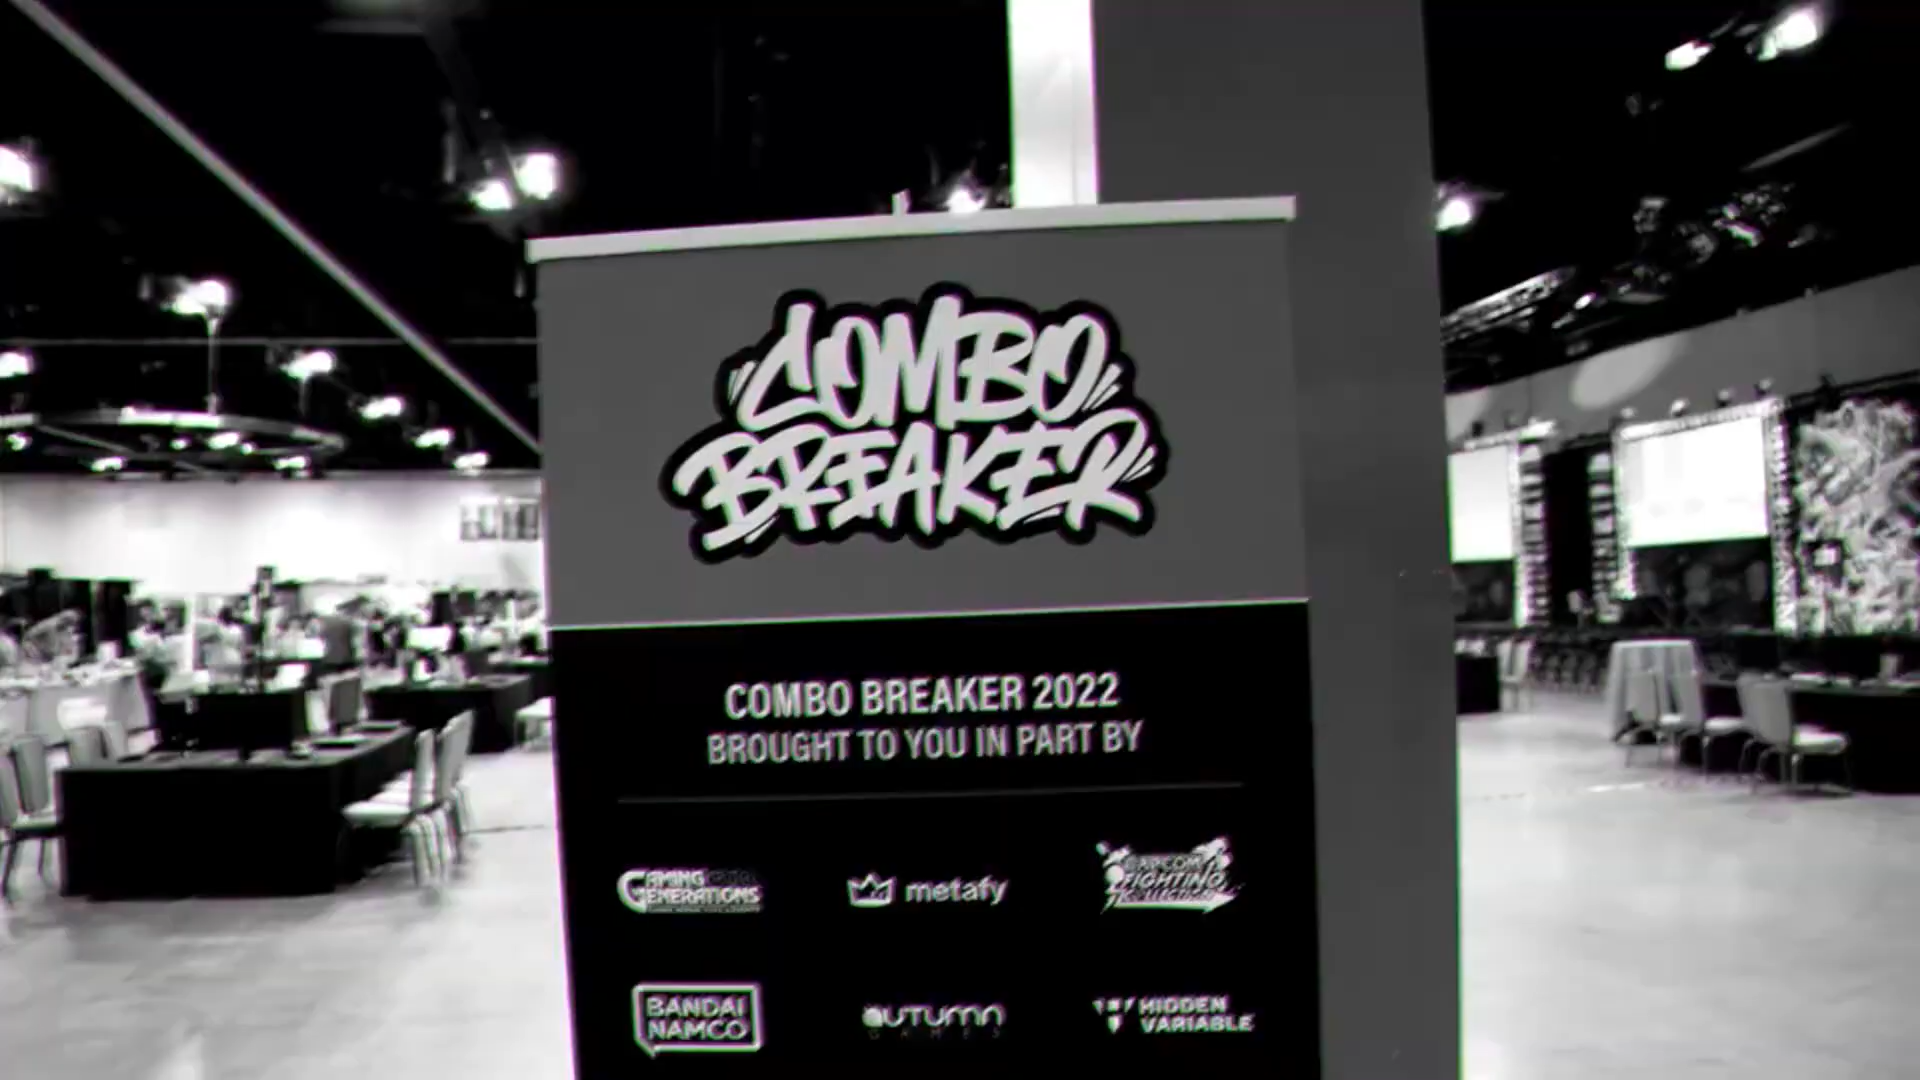 COMBO
BREAKER
COMBO BREAKER 2022
BROUGHT TO YOU IN PART BY
GAMING
GENERATIONS
metafy
CAPCOM
FIGHTING
COLLECTION
BANDAI
NAMCO
AUTUMN
GAMES
HIDDEN
VARIABLE